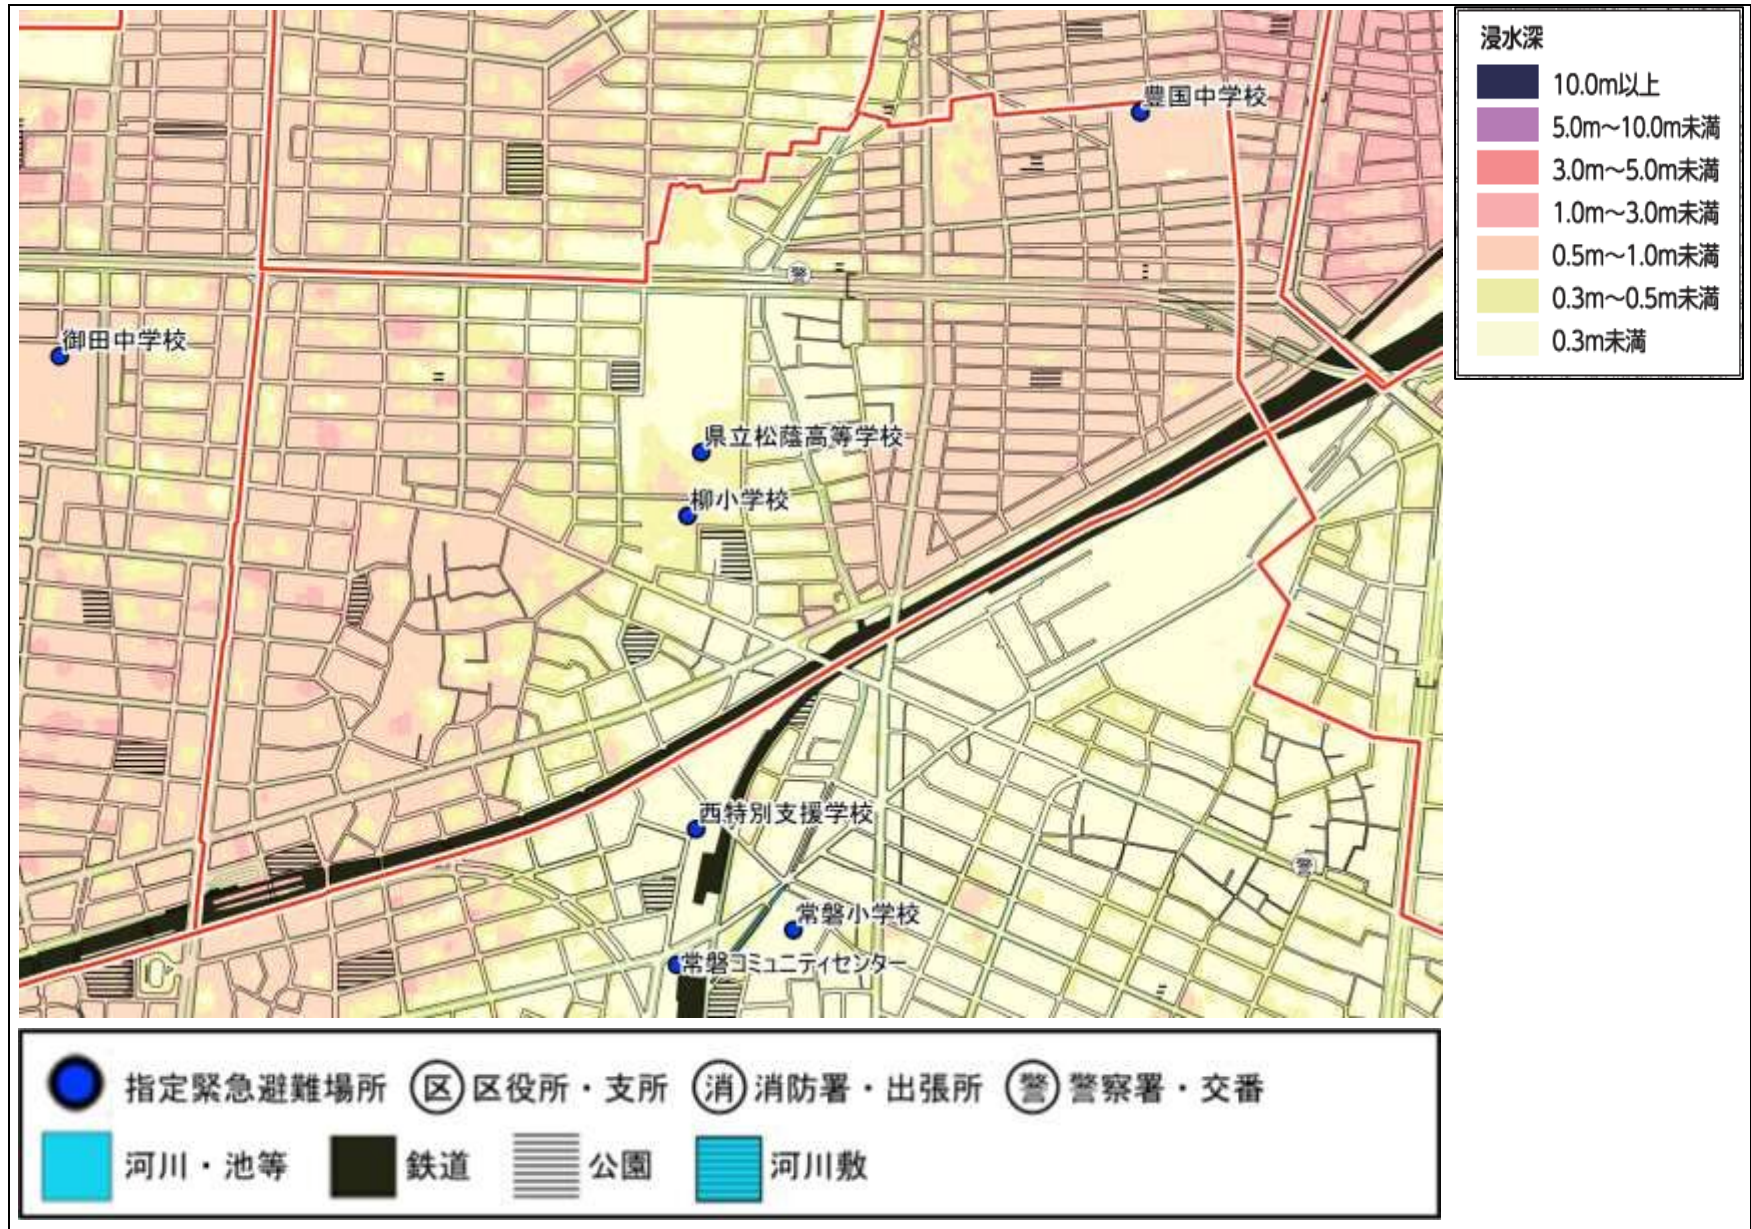 浸水深
10.0m以上
5.0m～10.0m未満
3.0m～5.0m未満
1.0m～3.0m未満
0.5m～1.0m未満
0.3m～0.5m未満
0.3m未満
豊国中学校
警
御田中学校
県立松蔭高等学校
柳小学校
西特別支援学校
警
常磐小学校
常磐コミュニティセンター
指定緊急避難場所 区 区役所・支所 消 消防署・出張所 警 警察署・交番
河川・池等 鉄道 公園 河川敷